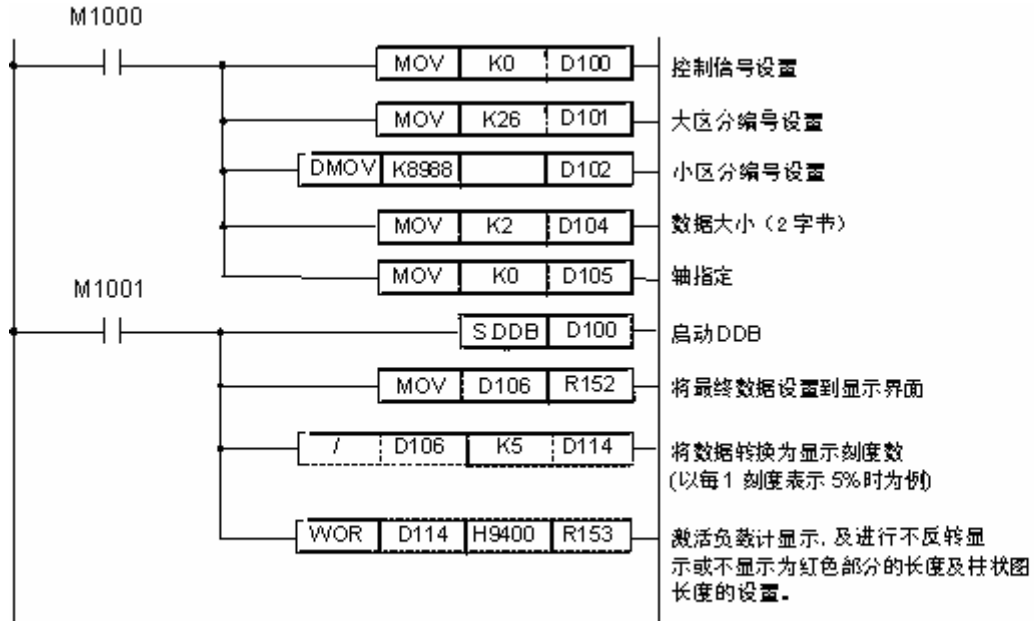 M1000
MOV K0 D100 控制信号设置
MOV K26 D101 大区分编号设置
DMOV K8988 D102 小区分编号设置
MOV K2 D104 数据大小（2字节）
MOV K0 D105 轴指定
M1001
SDDB D100 启动DDB
MOV D106 R152 将最终数据设置到显示界面
/ D106 K5 D114 将数据转换为显示刻度数
(以每1刻度表示5%时为例)
WOR D114 H9400 R153 激活负载计显示, 及进行不反转显
示或不显示为红色部分的长度及柱状图
长度的设置。